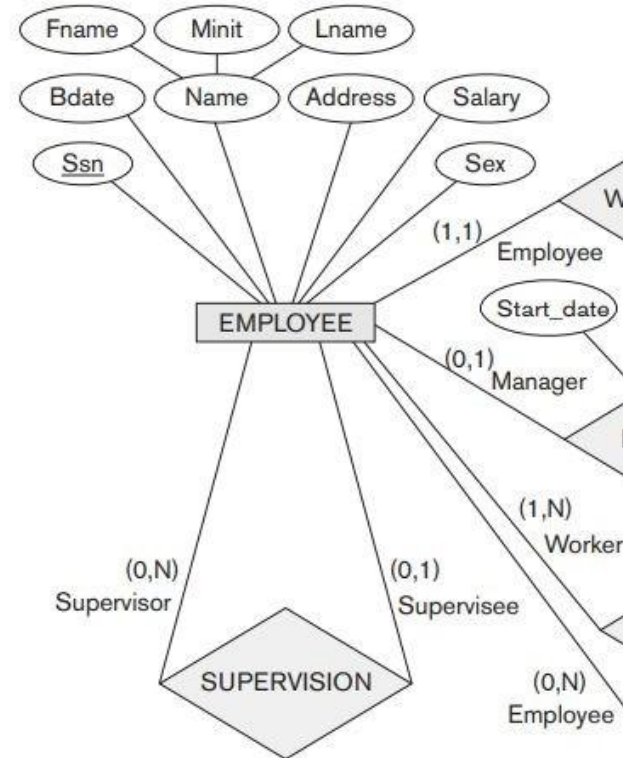 Fname Minit Lname
Bdate Name Address Salary
Ssn Sex
W
(1,1)
Employee
EMPLOYEE
Start_date
(0,1)
Manager
(1,N)
Worker
(0,N)
Supervisor
(0,1)
Supervisee
SUPERVISION
(0,N)
Employee